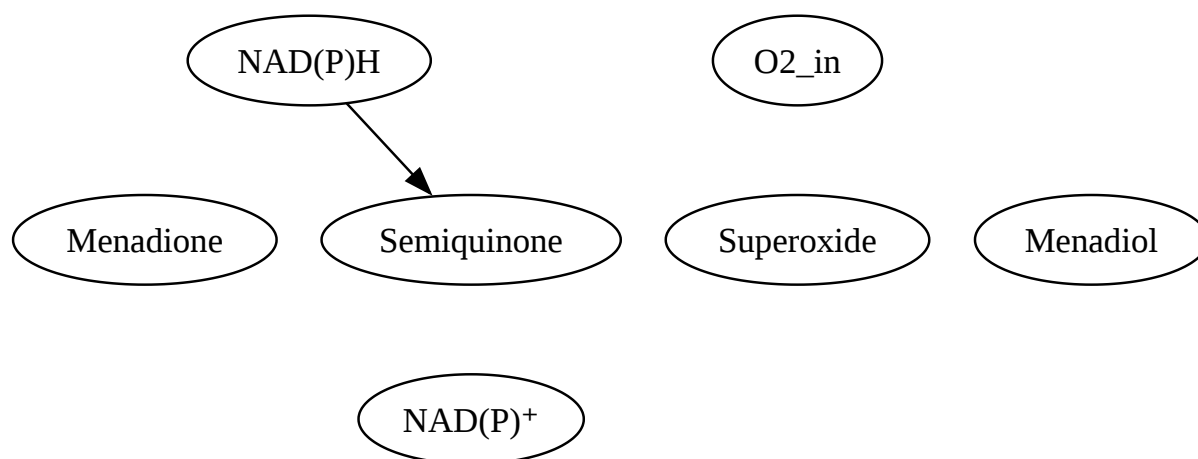 NAD(P)H
O2_in
Menadione
Semiquinone
Superoxide
Menadiol
NAD(P)⁺